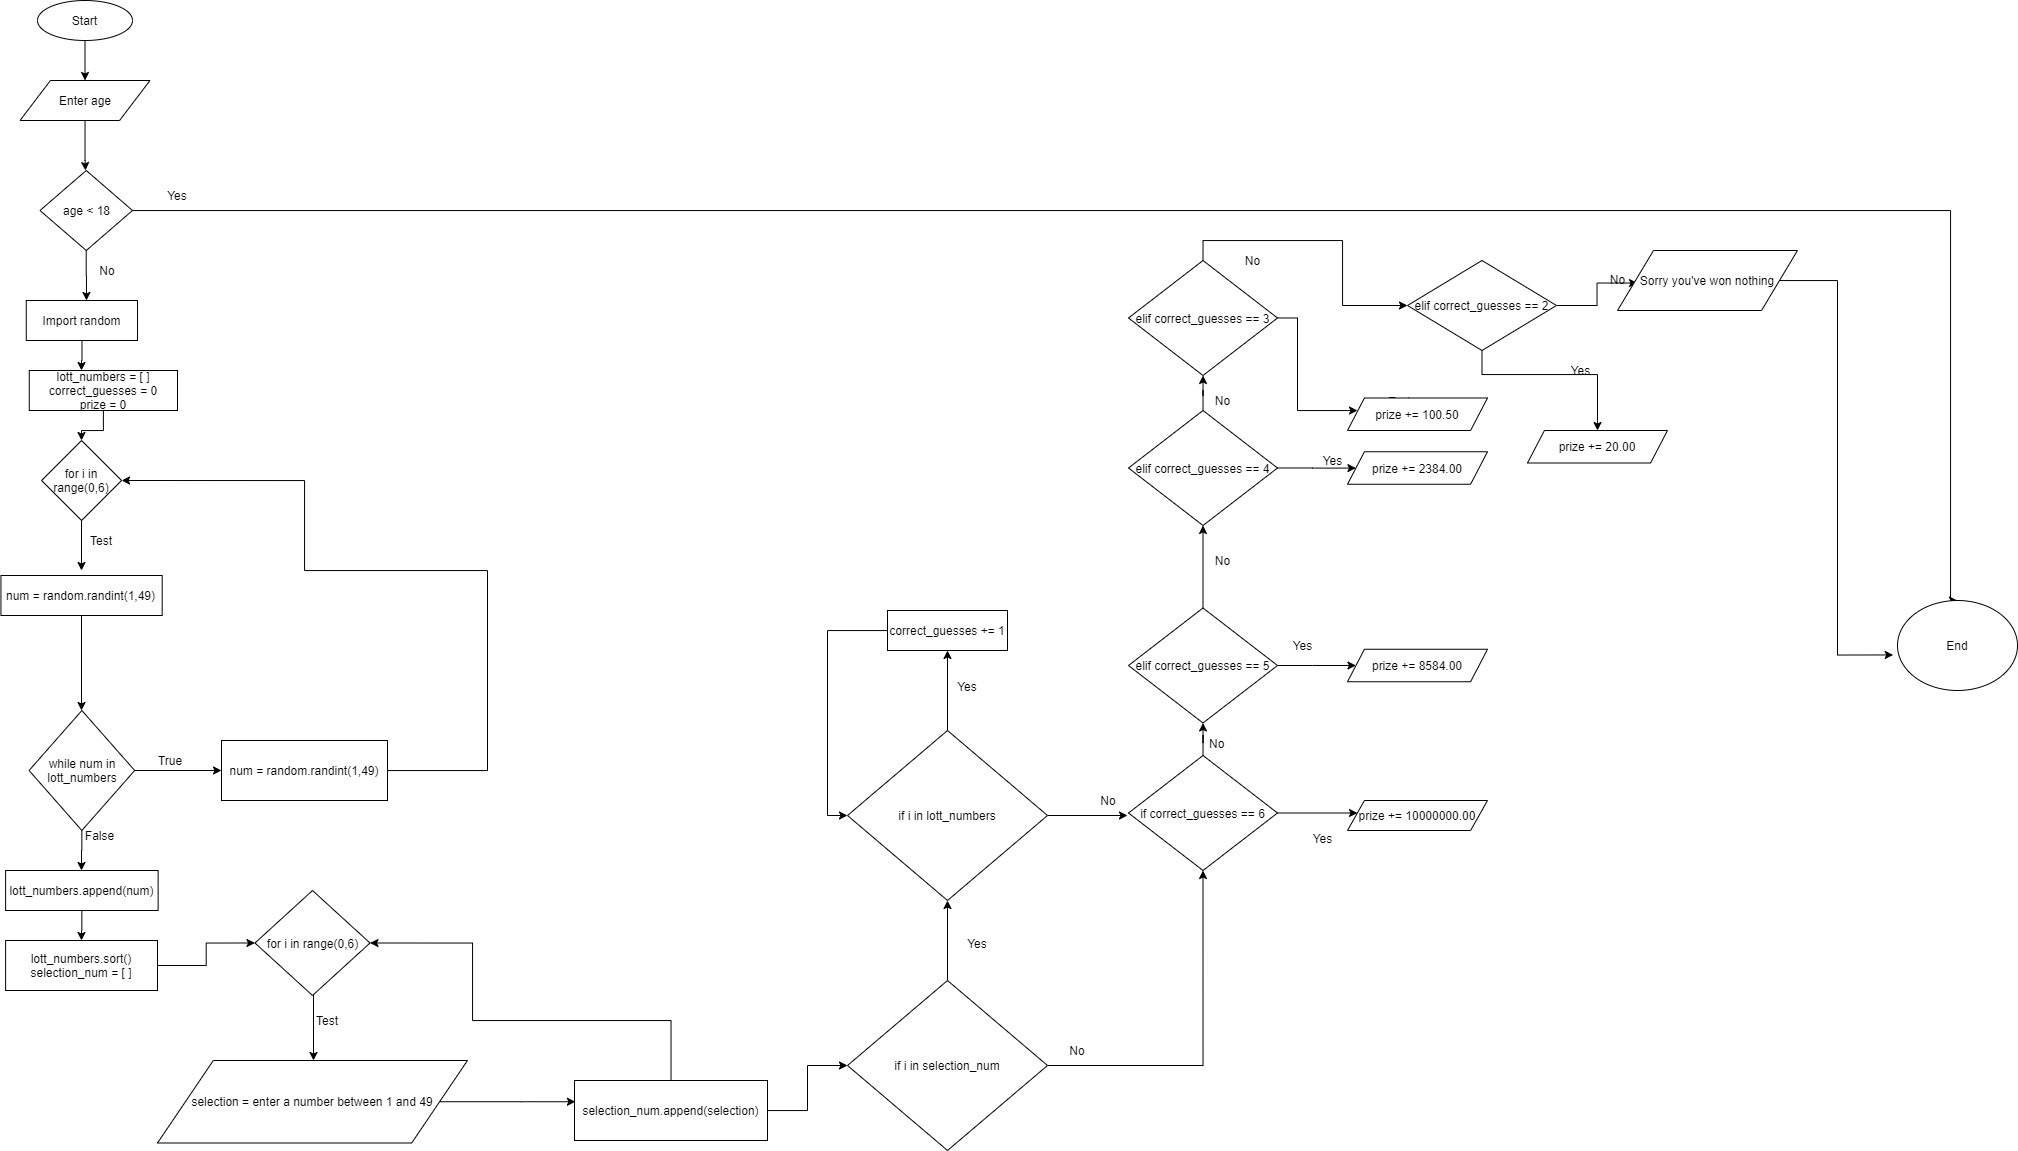 Start
Enter age
age < 18
Yes
No
Import random
lott_numbers = [ ]
correct_guesses = 0
prize = 0
for i in
range(0,6)
Test
num = random.randint(1,49)
while num in
lott_numbers
True
num = random.randint(1,49)
False
lott_numbers.append(num)
lott_numbers.sort()
selection_num = [ ]
for i in range(0,6)
Test
selection = enter a number between 1 and 49
selection_num.append(selection)
if i in selection_num
Yes
No
if i in lott_numbers
Yes
correct_guesses += 1
No
if correct_guesses == 6
Yes
prize += 10000000.00
No
elif correct_guesses == 5
Yes
prize += 8584.00
No
elif correct_guesses == 4
Yes
prize += 2384.00
No
elif correct_guesses == 3
prize += 100.50
No
elif correct_guesses == 2
Yes
prize += 20.00
No
Sorry you've won nothing
End